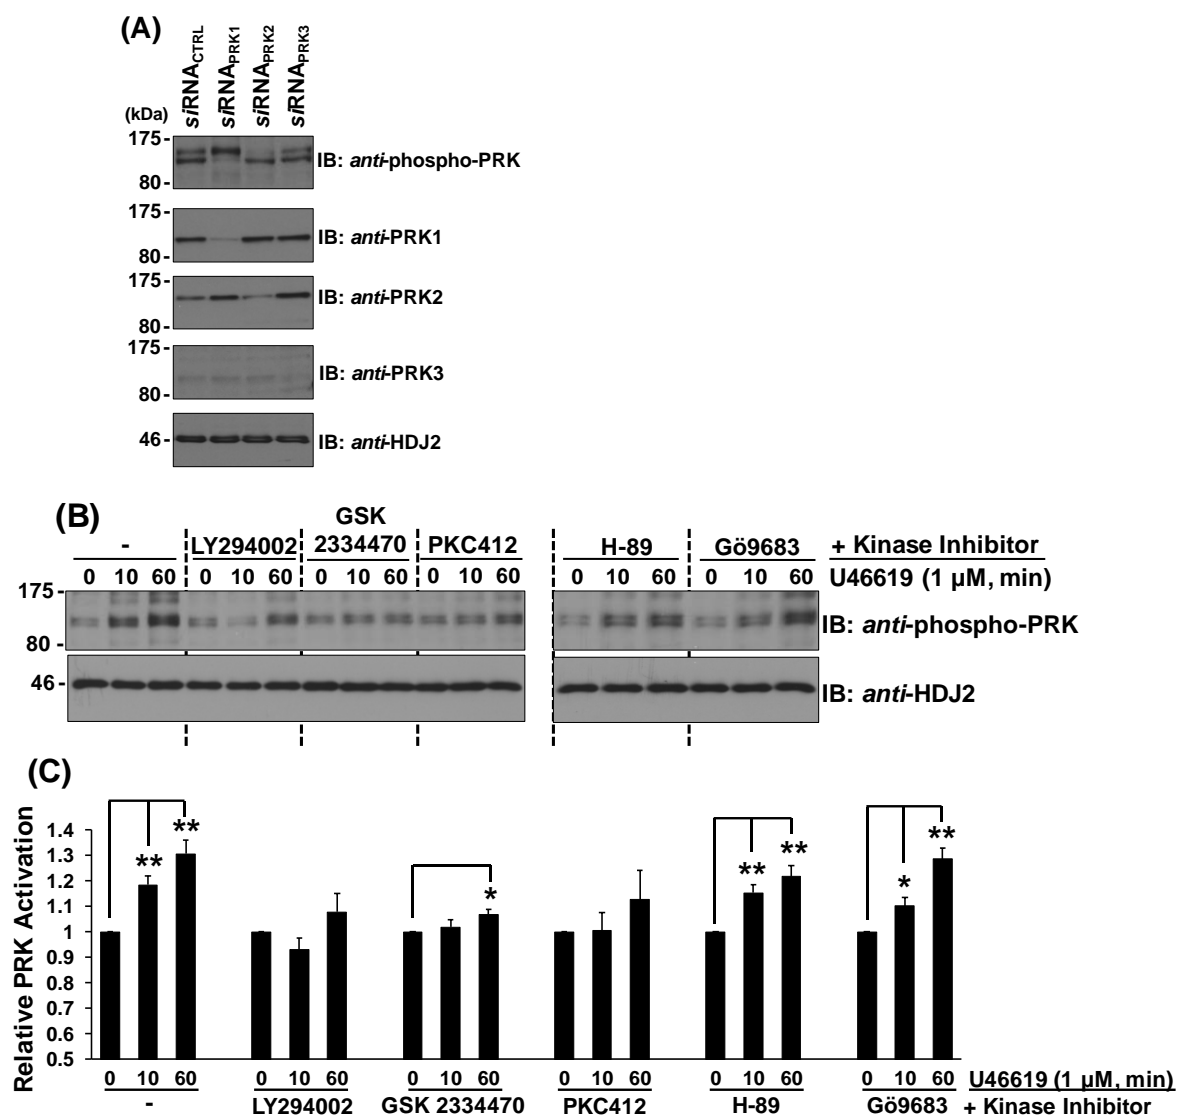 (A)
siRNACTRL siRNAPRK1 siRNAPRK2 siRNAPRK3
(kDa)
175-
IB: anti-phospho-PRK
80-
175-
IB: anti-PRK1
80-
175-
IB: anti-PRK2
80-
175-
IB: anti-PRK3
80-
46-
IB: anti-HDJ2
(B)
GSK
- LY294002 2334470 PKC412 H-89 Gö9683 + Kinase Inhibitor
0 10 60 0 10 60 0 10 60 0 10 60 0 10 60 0 10 60 U46619 (1 µM, min)
175-
IB: anti-phospho-PRK
80-
46-
IB: anti-HDJ2
(C)
Relative PRK Activation
1.4
1.3
1.2
1.1
1
0.9
0.8
0.7
0.6
0.5
** ** * ** ** * **
0 10 60 0 10 60 0 10 60 0 10 60 0 10 60 0 10 60 U46619 (1 µM, min)
- LY294002 GSK 2334470 PKC412 H-89 Gö9683 + Kinase Inhibitor